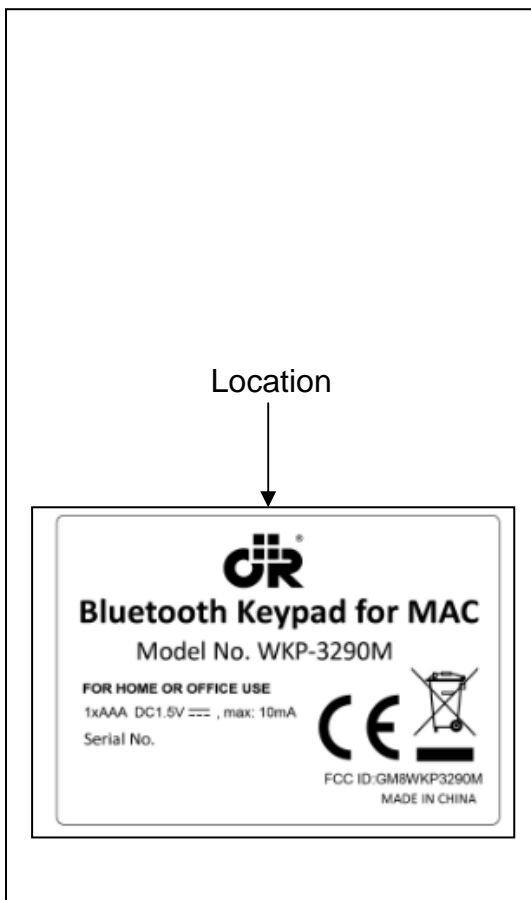 Location
®
Bluetooth Keypad for MAC
Model No. WKP-3290M
FOR HOME OR OFFICE USE
1xAAA DC1.5V ⎓ , max: 10mA
Serial No.
CE
FCC ID:GM8WKP3290M
MADE IN CHINA